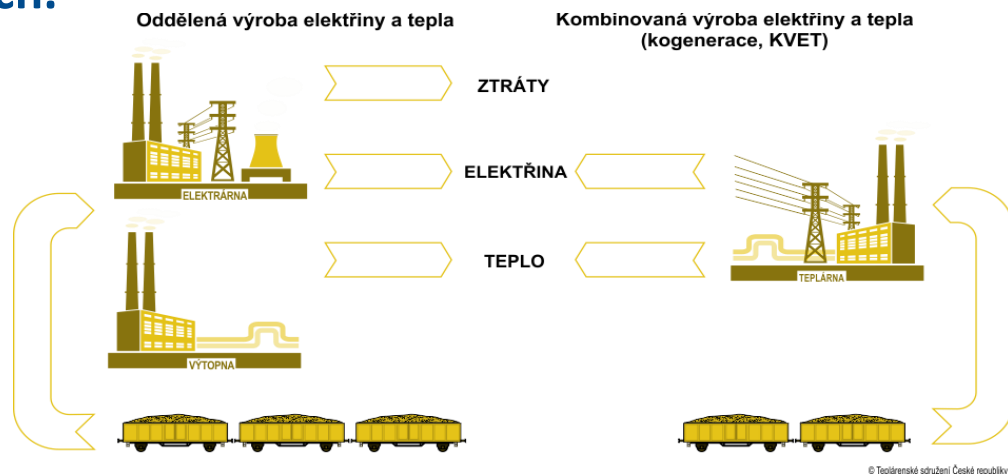 Oddělená výroba elektřiny a tepla
Kombinovaná výroba elektřiny a tepla
(kogenerace, KVET)
ZTRÁTY
ELEKTŘINA
ELEKTRÁRNA
TEPLO
TEPLÁRNA
VÝTOPNA
© Teplárenské sdružení České republiky